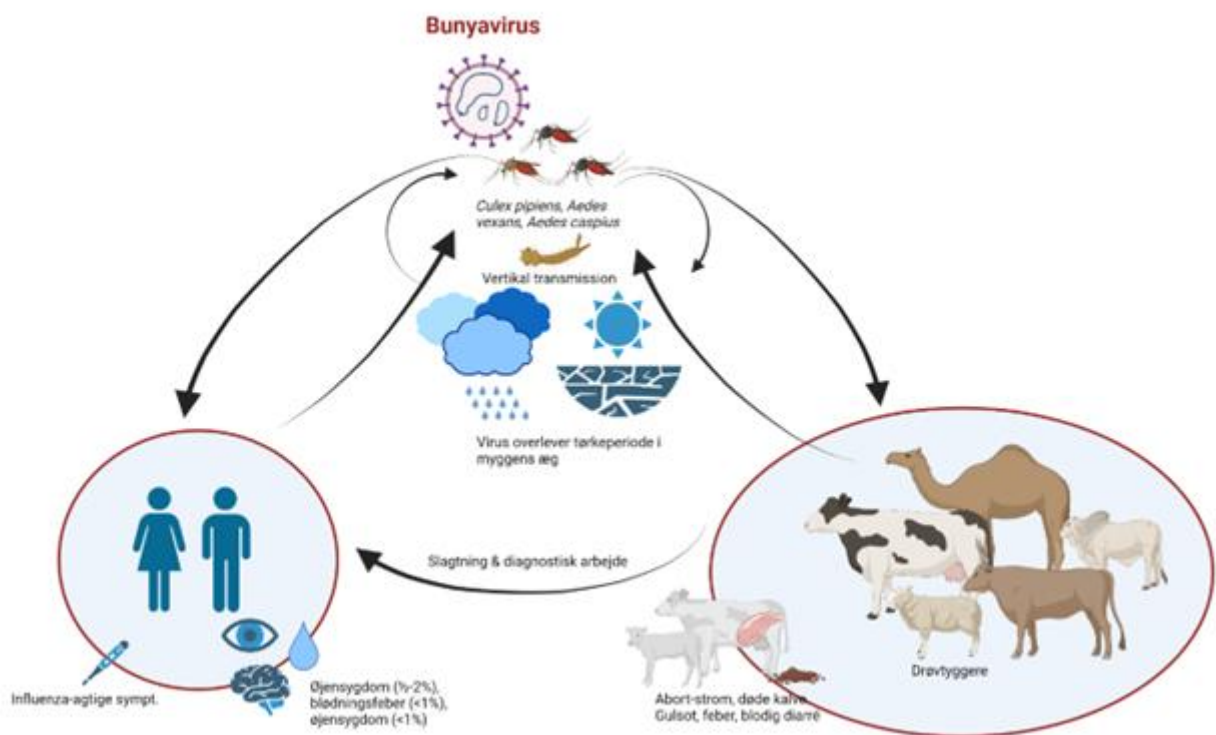 Bunyavirus
Culex pipiens, Aedes
vexans, Aedes caspius
Vertikal transmission
Virus overlever tørkeperiode i
myggens æg
Slagtning & diagnostisk arbejde
Influenza-agtige sympt.
Øjensygdom (½-2%),
blødningsfeber (<1%),
øjensygdom (<1%)
Drøvtyggere
Abort-strom, døde kalve
Gulsot, feber, blodig diarré